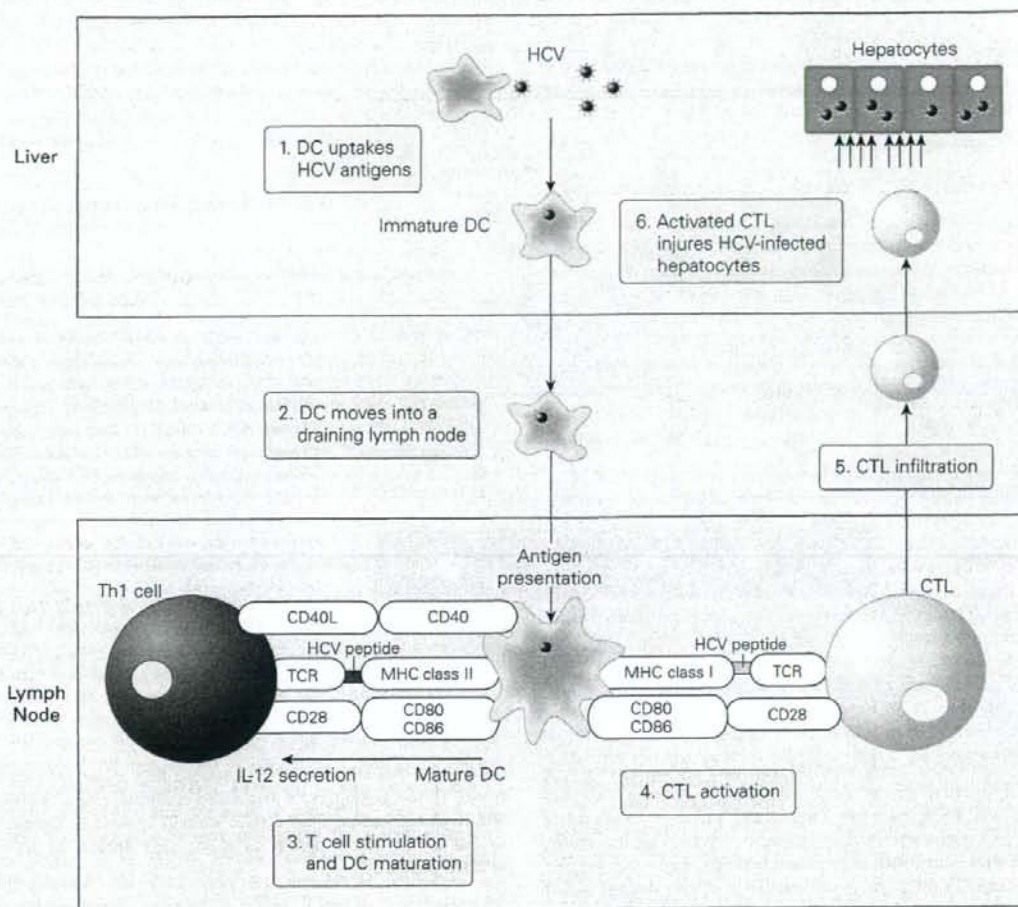 HCV
Hepatocytes
Liver
1. DC uptakes
HCV antigens
Immature DC
6. Activated CTL
injures HCV-infected
hepatocytes
2. DC moves into a
draining lymph node
5. CTL infiltration
Antigen
presentation
Th1 cell
CTL
CD40L
CD40
HCV peptide
HCV peptide
TCR
MHC class II
MHC class I
TCR
Lymph
Node
CD28
CD80
CD86
CD80
CD86
CD28
IL-12 secretion
Mature DC
4. CTL activation
3. T cell stimulation
and DC maturation